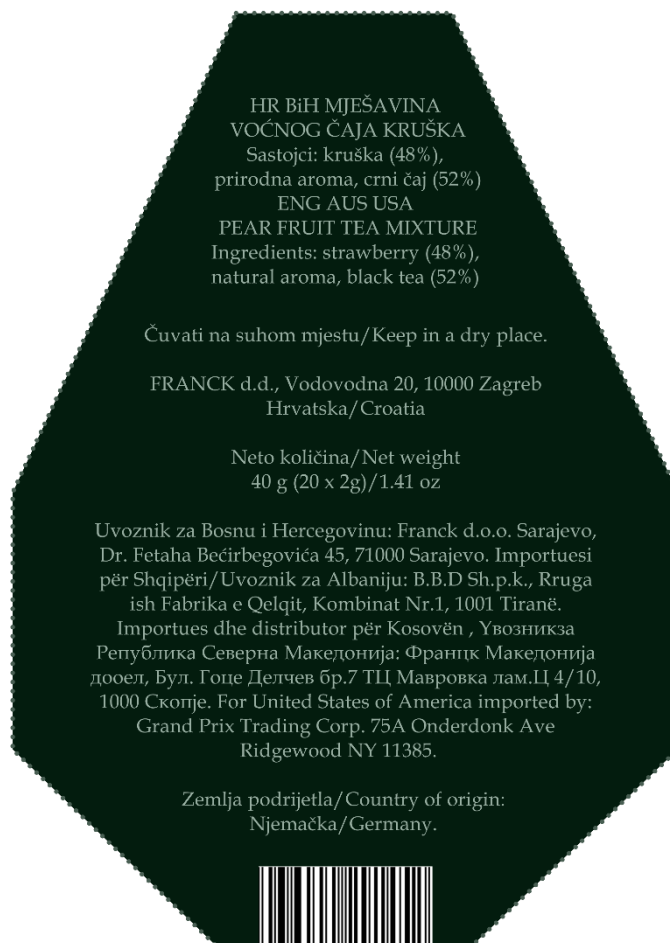 HR BiH MJEŠAVINA
VOĆNOG ČAJA KRUŠKA
Sastojci: kruška (48%),
prirodna aroma, crni čaj (52%)
ENG AUS USA
PEAR FRUIT TEA MIXTURE
Ingredients: strawberry (48%),
natural aroma, black tea (52%)
Čuvati na suhom mjestu/Keep in a dry place.
FRANCK d.d., Vodovodna 20, 10000 Zagreb
Hrvatska/Croatia
Neto količina/Net weight
40 g (20 x 2g)/1.41 oz
Uvoznik za Bosnu i Hercegovinu: Franck d.o.o. Sarajevo,
Dr. Fetaha Bećirbegovića 45, 71000 Sarajevo. Importuesi
për Shqipëri/Uvoznik za Albaniju: B.B.D Sh.p.k., Rruga
ish Fabrika e Qelqit, Kombinat Nr.1, 1001 Tiranë.
Importues dhe distributor për Kosovën , Yвозникза
Република Северна Македонија: Францк Македонија
дооел, Бул. Гоце Делчев бр.7 ТЦ Мавровка лам.Ц 4/10,
1000 Скопје. For United States of America imported by:
Grand Prix Trading Corp. 75A Onderdonk Ave
Ridgewood NY 11385.
Zemlja podrijetla/Country of origin:
Njemačka/Germany.